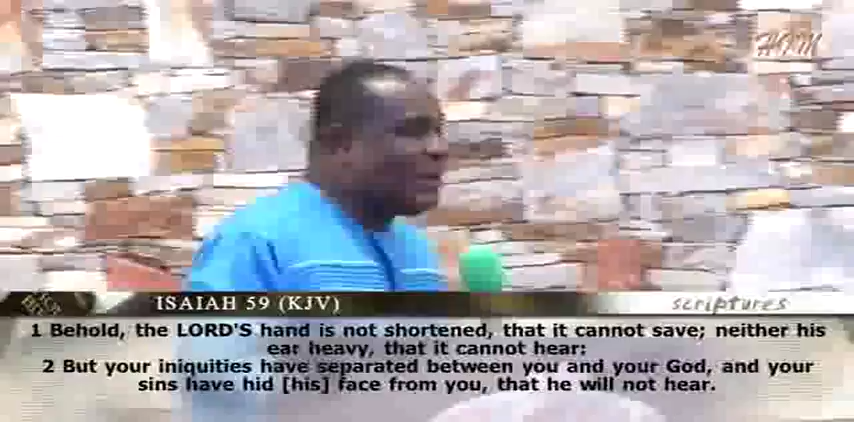 ISAIAH 59 (KJV)
scriptures
1 Behold, the LORD'S hand is not shortened, that it cannot save; neither his
ear heavy, that it cannot hear:
2 But your iniquities have separated between you and your God, and your
sins have hid [his] face from you, that he will not hear.